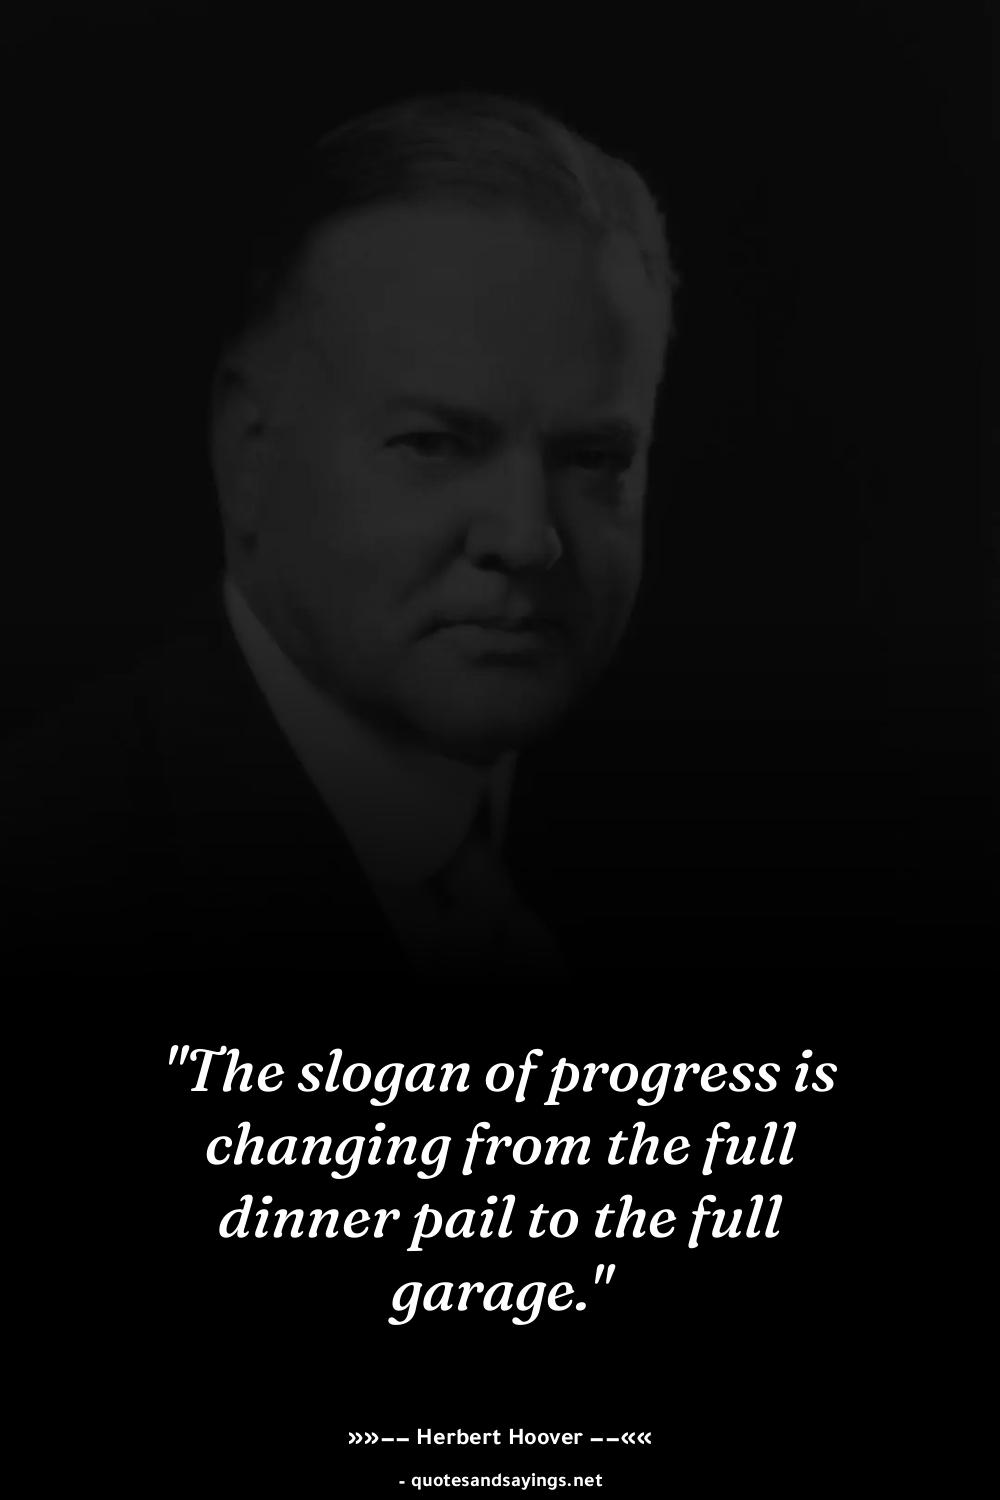 "The slogan of progress is
changing from the full
dinner pail to the full
garage."
»»−− Herbert Hoover −−««
- quotesandsayings.net